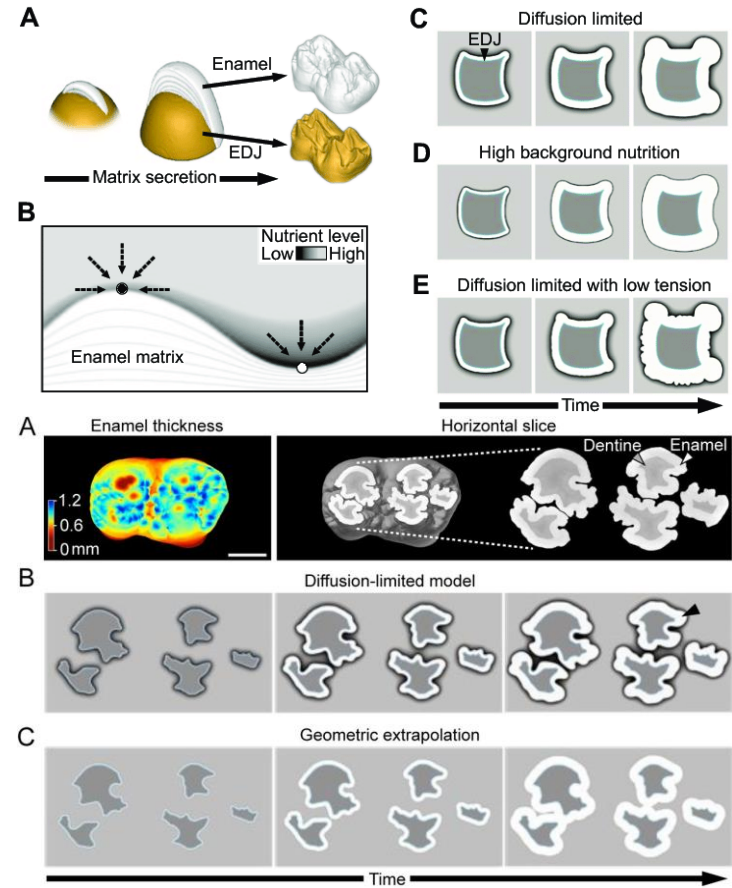 A
Enamel
EDJ
Matrix secretion
B
Nutrient level
Low High
Enamel matrix
C
Diffusion limited
EDJ
D
High background nutrition
E
Diffusion limited with low tension
Time
A
Enamel thickness
Horizontal slice
Dentine
Enamel
1.2
0.6
0 mm
B
Diffusion-limited model
C
Geometric extrapolation
Time